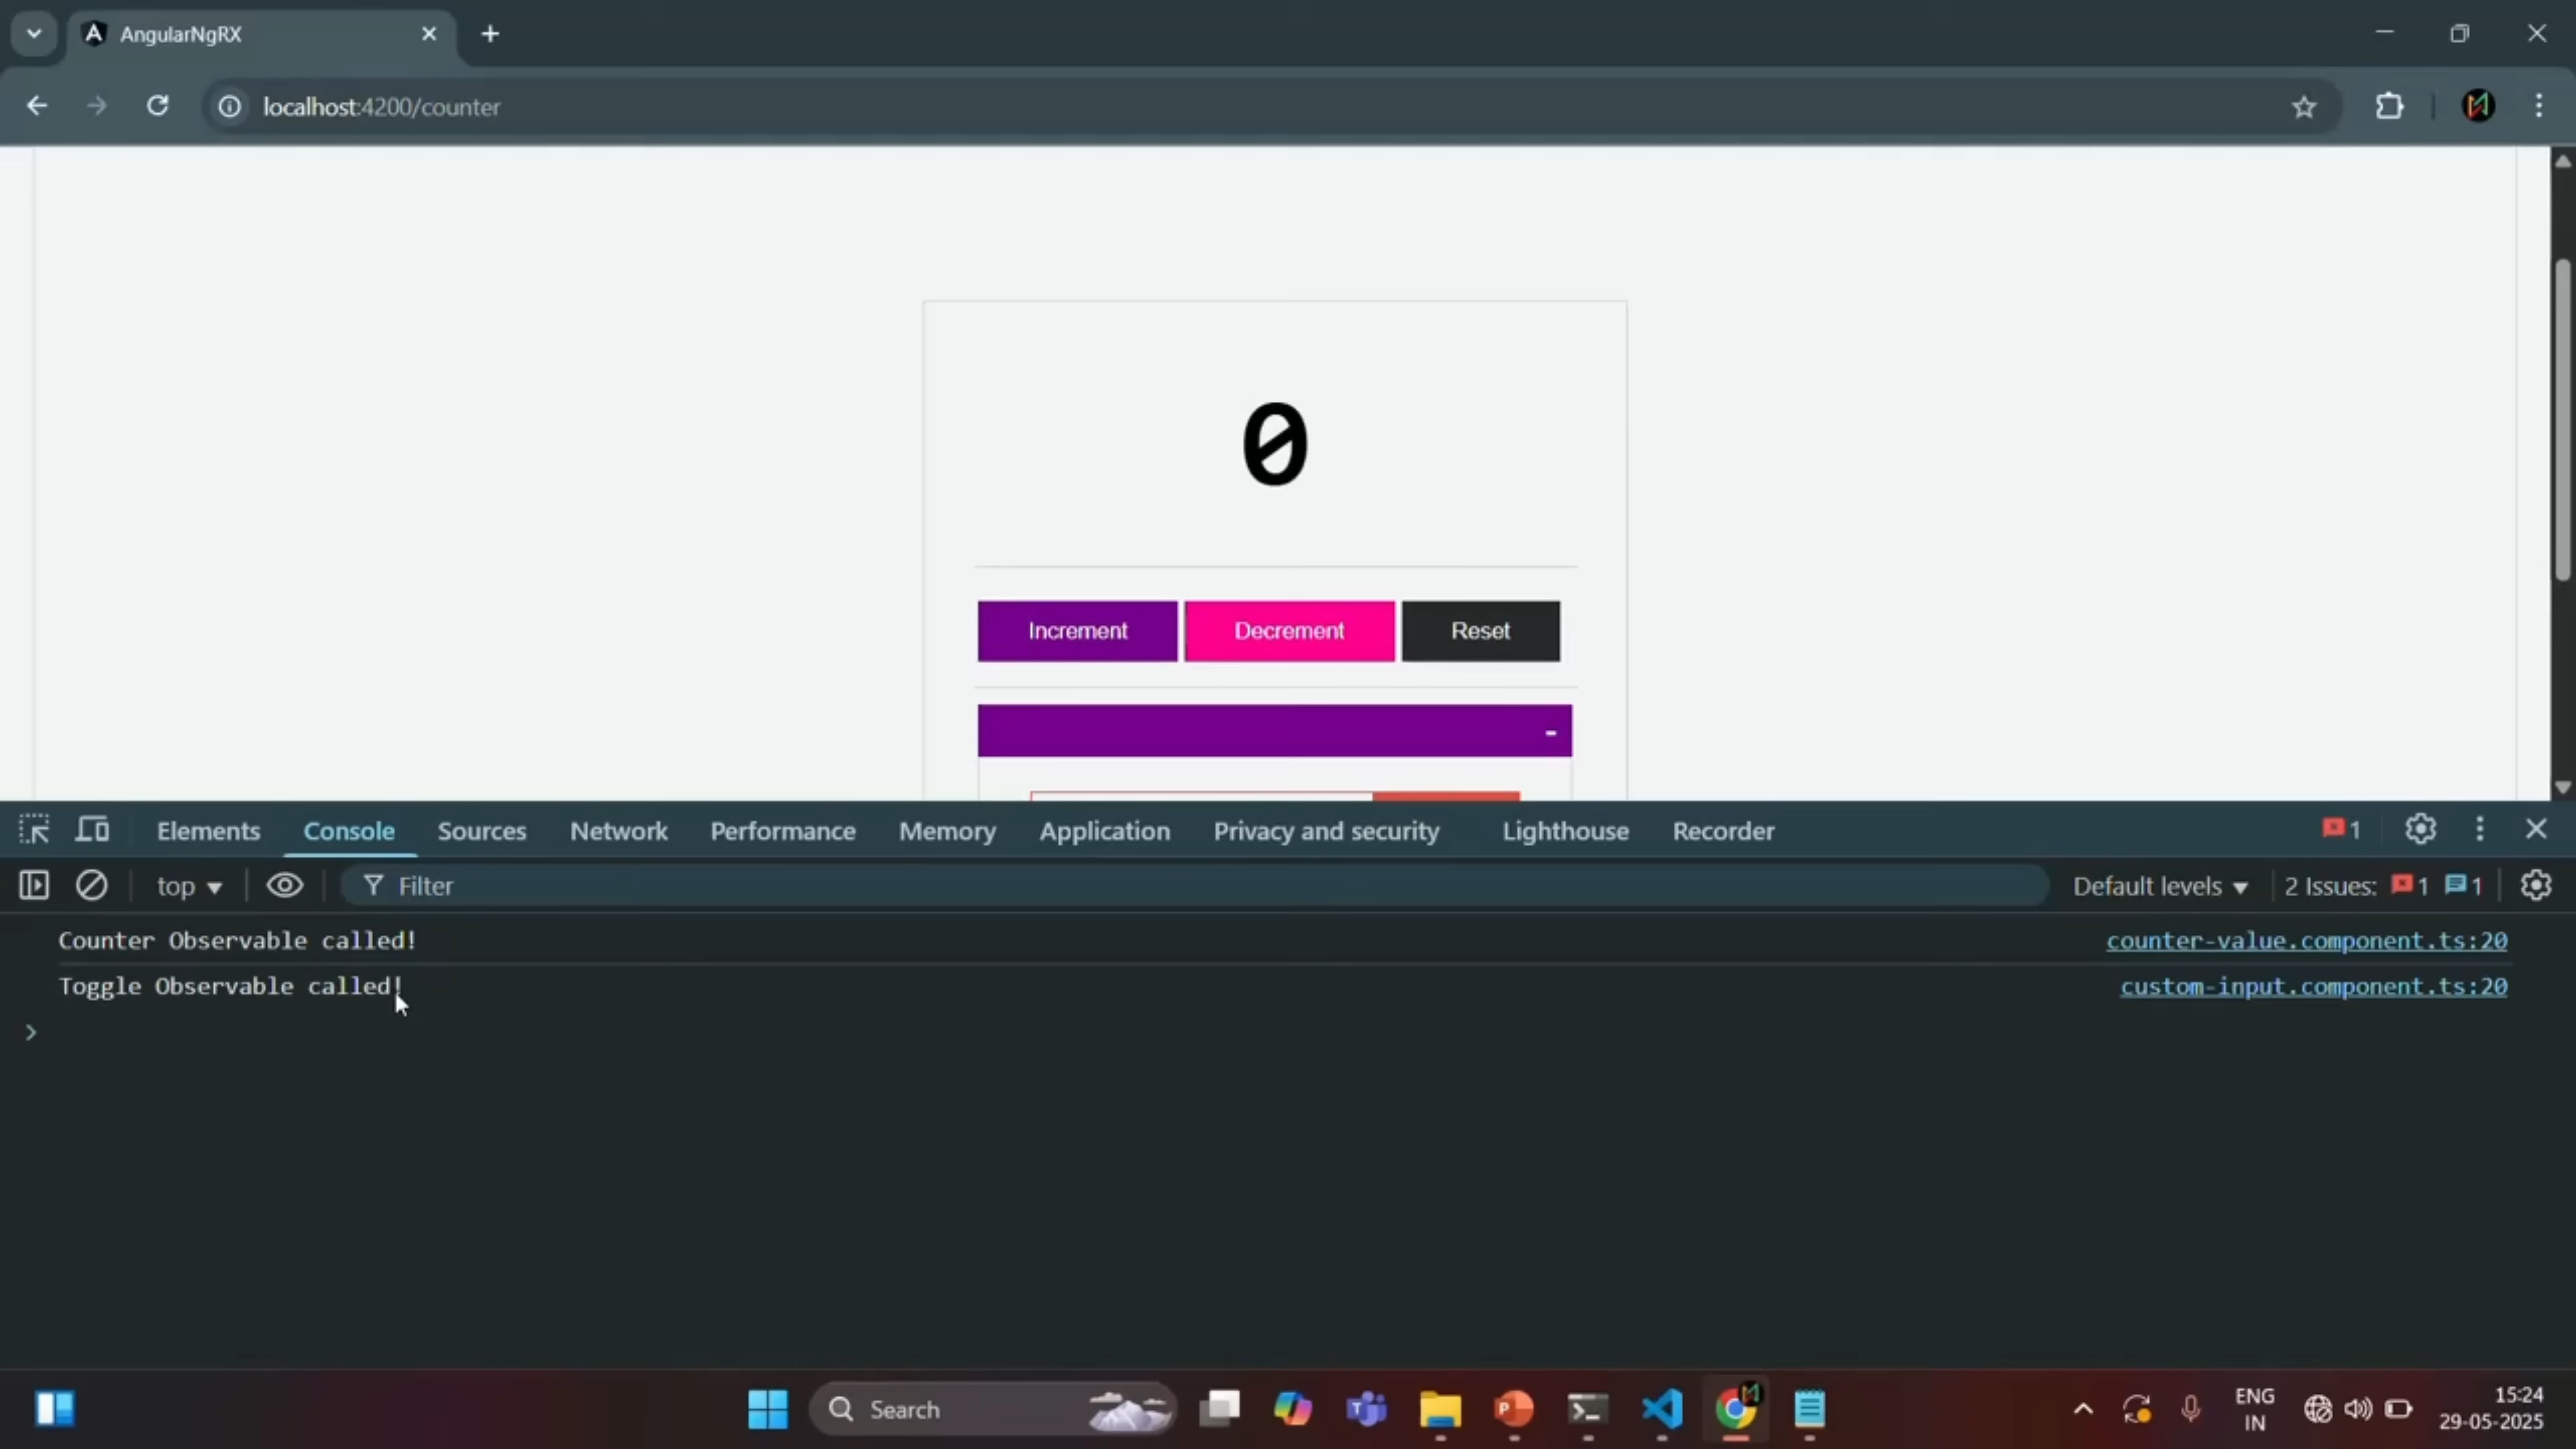 AngularNgRX
localhost:4200/counter
0
Increment Decrement Reset
-
Elements Console Sources Network Performance Memory Application Privacy and security Lighthouse Recorder 1
top Filter Default levels 2 Issues: 1 1
Counter Observable called! counter-value.component.ts:20
Toggle Observable called! custom-input.component.ts:20
Search
ENG
IN
15:24
29-05-2025